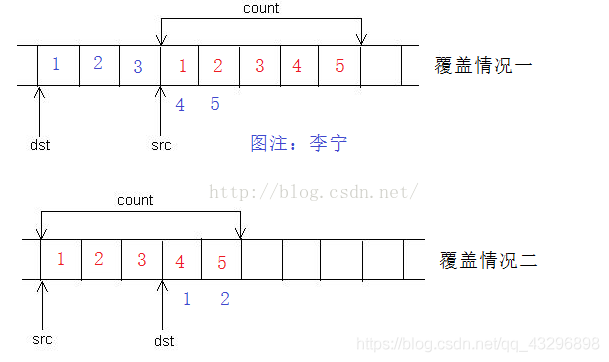 count
1 2 3 1 2 3 4 5 覆盖情况一
4 5
dst src 图注：李宁
http://blog.csdn.net/
count
1 2 3 4 5 覆盖情况二
1 2
src dst
https://blog.csdn.net/qq_43296898